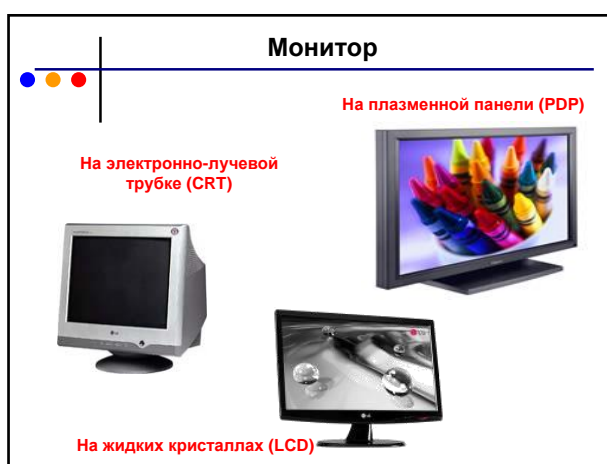 Монитор
На плазменной панели (PDP)
На электронно-лучевой
трубке (CRT)
На жидких кристаллах (LCD)